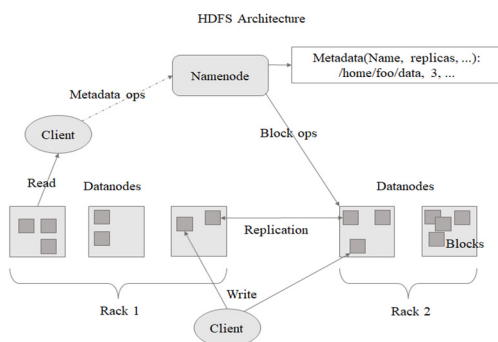 HDFS Architecture
Metadata(Name, replicas, ...):
/home/foo/data, 3, ...
Namenode
Metadata ops
Client
Block ops
Read
Datanodes
Datanodes
Replication
Blocks
Rack 1
Write
Rack 2
Client